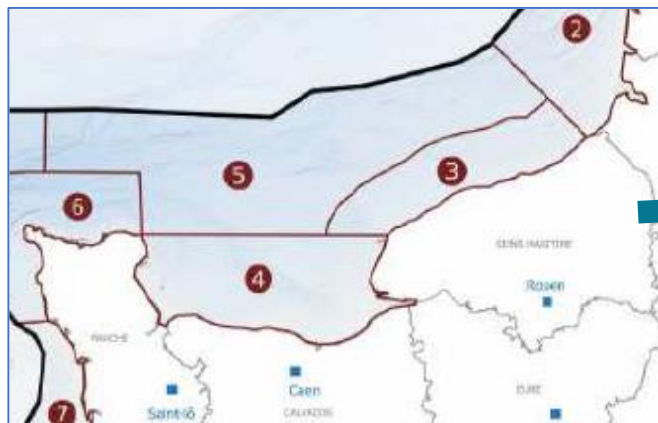 2
3
5
6
SEINE-MARITIME
4
Rouen
MANCHE
Caen
EURE
7
Saint-lô
CALVADOS